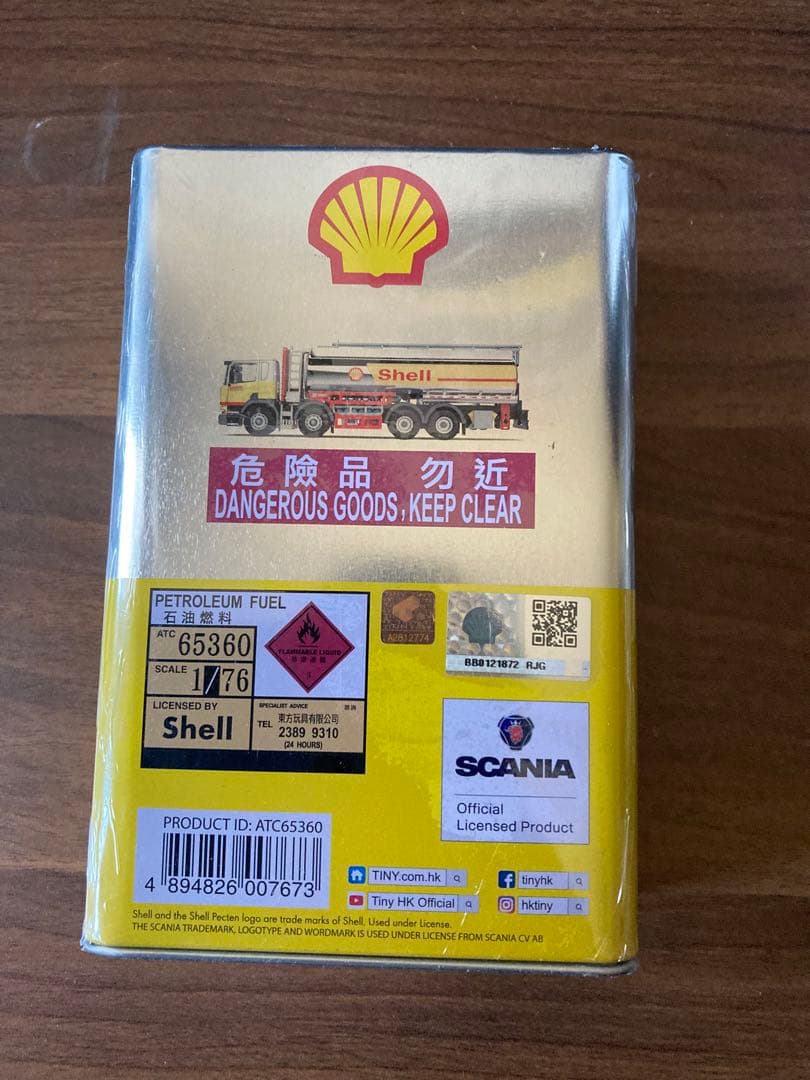 Shell
危險品 勿近
DANGEROUS GOODS, KEEP CLEAR
PETROLEUM FUEL
石油燃料
ATC 65360
SCALE 1/76
LICENSED BY
Shell
FLAMMABLE LIQUID
3
SPECIALIST ADVICE
東方玩具有限公司
TEL 2389 9310
(24 HOURS)
A2812774
BB0121872 RJG
SCANIA
Official
Licensed Product
PRODUCT ID: ATC65360
4 894826 007673
TINY.com.hk
tinyhk
Tiny HK Official
hktiny
Shell and the Shell Pecten logo are trade marks of Shell. Used under License.
THE SCANIA TRADEMARK, LOGOTYPE AND WORDMARK IS USED UNDER LICENSE FROM SCANIA CV AB